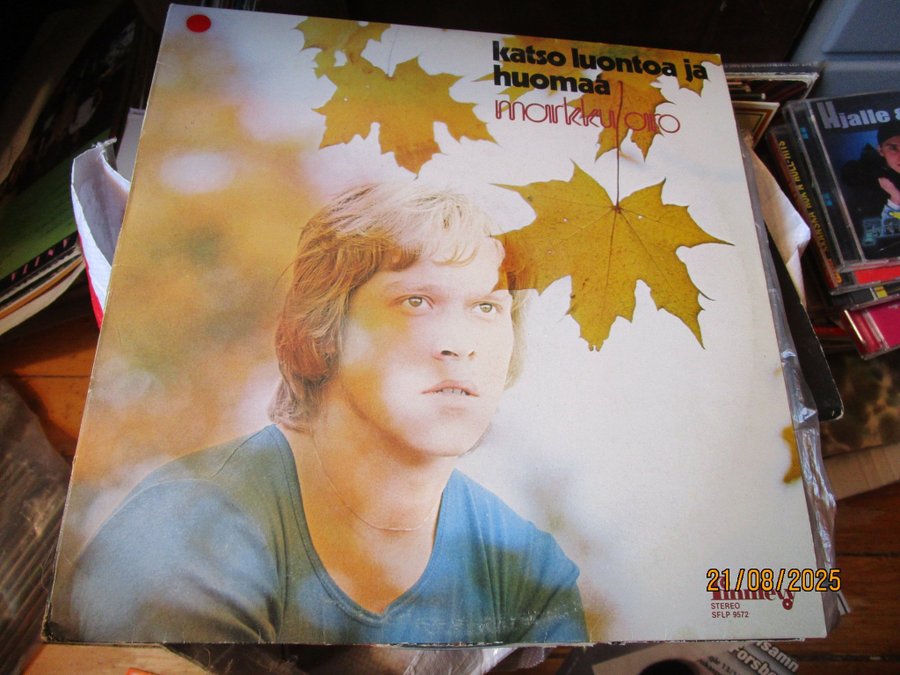 katso luontoa ja
huomaa
markku aro
Hjalle a
21/08/2025
Finnlevy
STEREO
SFLP 9572